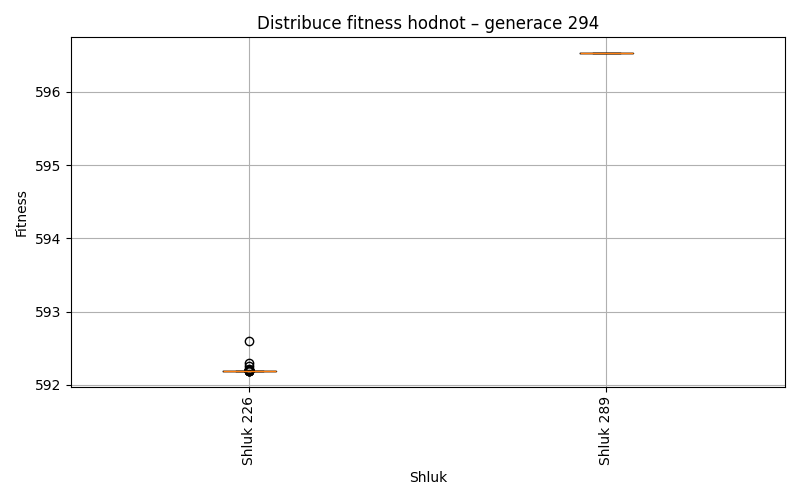 Distribuce fitness hodnot – generace 294
Fitness
596
595
594
593
592
Shluk 226
Shluk 289
Shluk